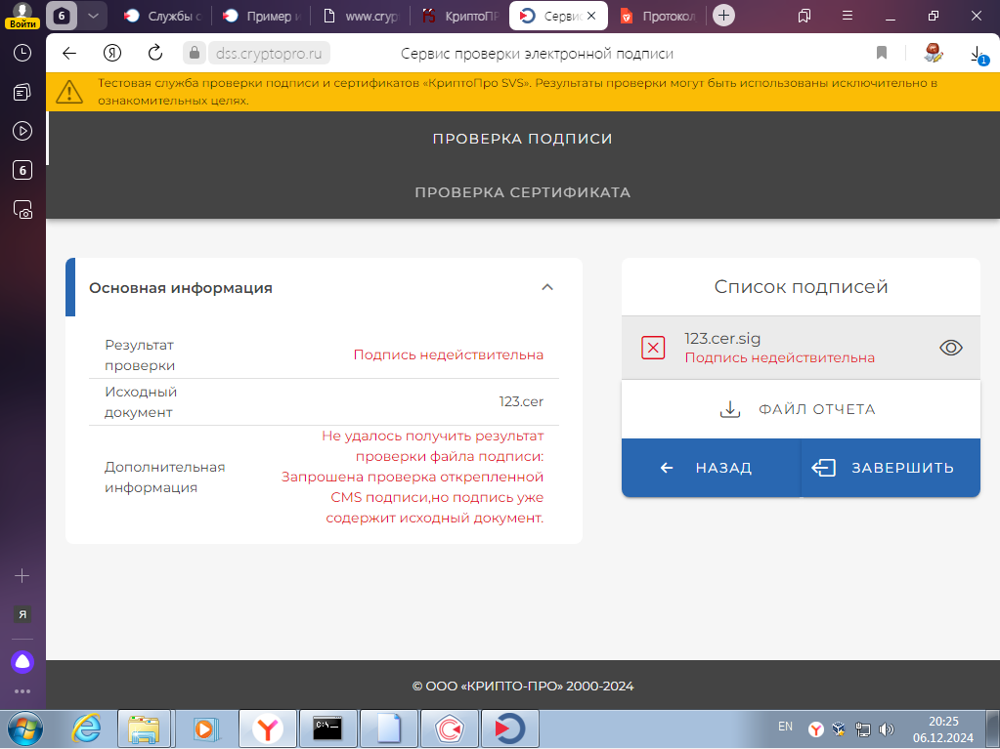 6
Службы с
Пример и
www.cryp
КриптоПР
Сервис
Протокол
Войти
Я
dss.cryptopro.ru
Сервис проверки электронной подписи
1
Тестовая служба проверки подписи и сертификатов «КриптоПро SVS». Результаты проверки могут быть использованы исключительно в
ознакомительных целях.
ПРОВЕРКА ПОДПИСИ
6
ПРОВЕРКА СЕРТИФИКАТА
Основная информация
Результат
проверки
Подпись недействительна
Исходный
документ
123.cer
Дополнительная
информация
Не удалось получить результат
проверки файла подписи:
Запрошена проверка открепленной
CMS подписи,но подпись уже
содержит исходный документ.
Список подписей
123.cer.sig
Подпись недействительна
ФАЙЛ ОТЧЕТА
НАЗАД
ЗАВЕРШИТЬ
Я
© ООО «КРИПТО-ПРО» 2000-2024
C:\_
EN
20:25
06.12.2024